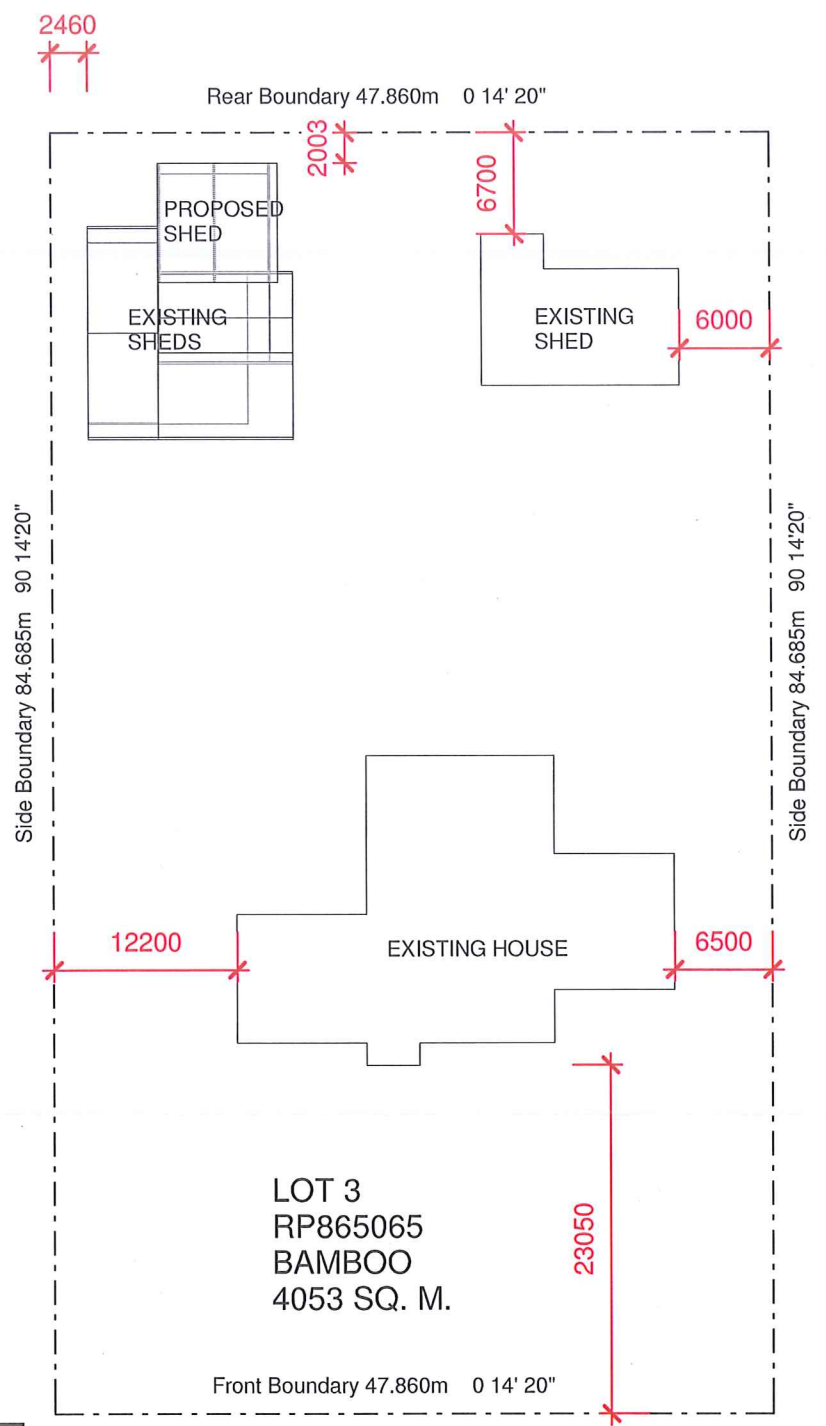 2460
Rear Boundary 47.860m 0 14' 20"
2003
6700
PROPOSED
SHED
EXISTING
SHEDS
EXISTING
SHED
6000
Side Boundary 84.685m 90 14'20"
Side Boundary 84.685m 90 14'20"
12200
EXISTING HOUSE
6500
23050
LOT 3
RP865065
BAMBOO
4053 SQ. M.
Front Boundary 47.860m 0 14' 20"